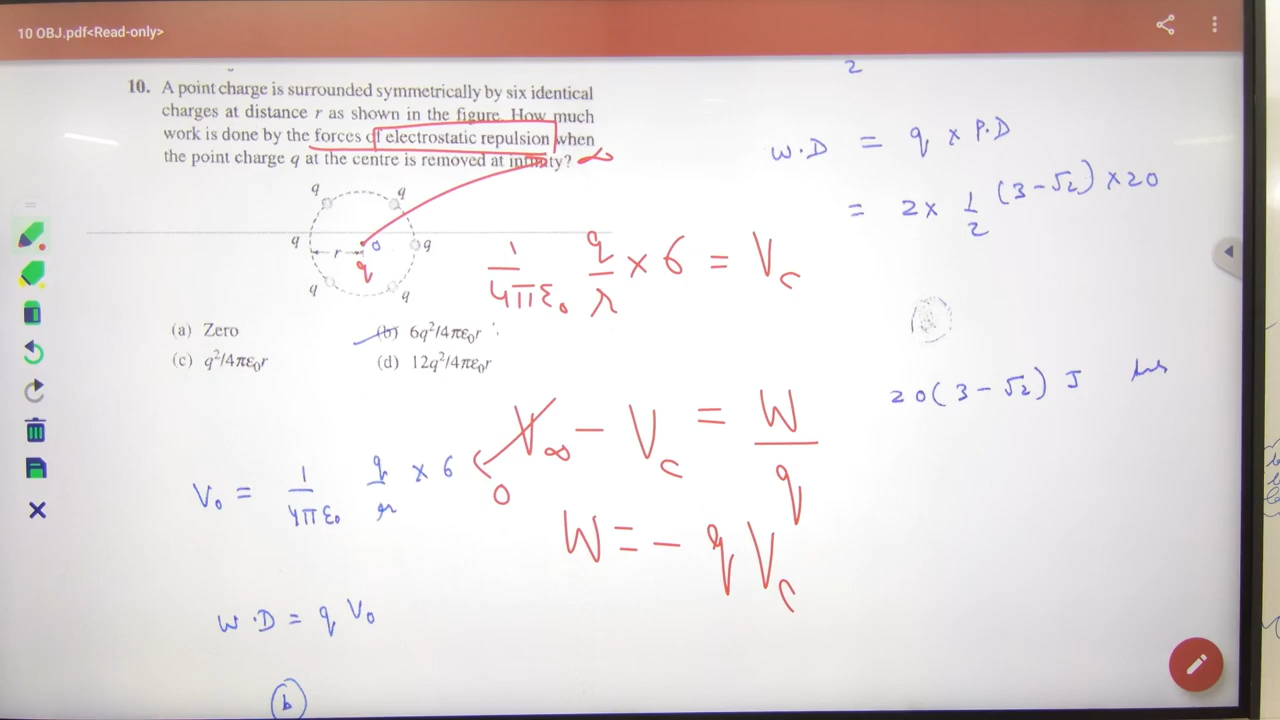 10 OBJ.pdf<Read-only>
10. A point charge is surrounded symmetrically by six identical
charges at distance r as shown in the figure. How much
work is done by the forces of electrostatic repulsion when
the point charge q at the centre is removed at infinity? ∞
q q
q r O q
q
q q
(a) Zero (b) 6q²/4πε₀r
(c) q²/4πε₀r (d) 12q²/4πε₀r
1/4πε₀ q/r × 6 = V_c
V_∞ − V_c = W/q
0
W = − q V_c
V₀ = 1/4πε₀ q/r × 6
W.D = q V₀
b
2
W.D = q × P.D
= 2 × 1/2 (3 − √2) × 20
20(3 − √2) J Ans